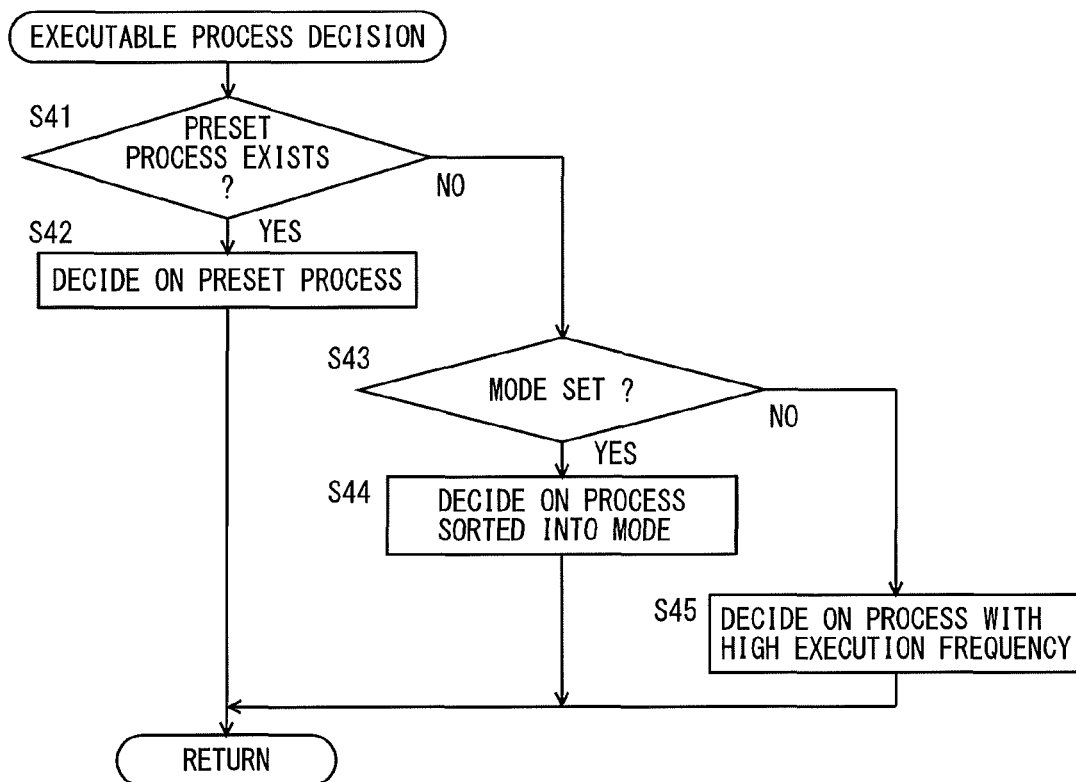 EXECUTABLE PROCESS DECISION
S41
PRESET
PROCESS EXISTS
?
NO
YES
S42
DECIDE ON PRESET PROCESS
S43
MODE SET ?
NO
YES
S44
DECIDE ON PROCESS
SORTED INTO MODE
S45
DECIDE ON PROCESS WITH
HIGH EXECUTION FREQUENCY
RETURN